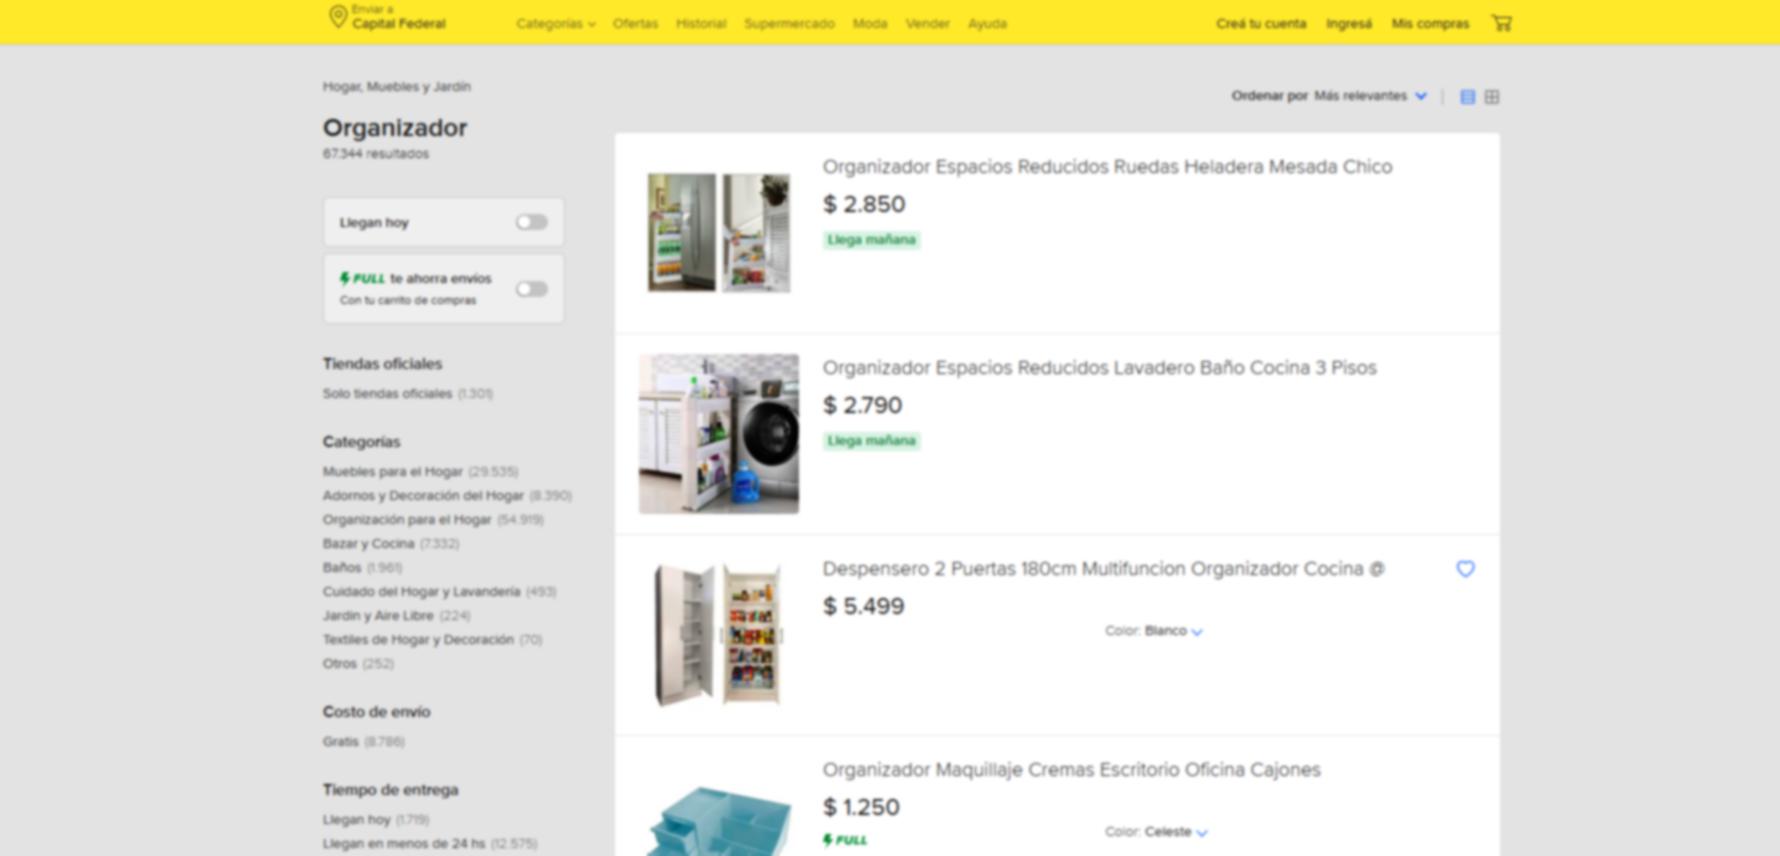 Enviar a
Capital Federal
Categorías Ofertas Historial Supermercado Moda Vender Ayuda
Creá tu cuenta Ingresá Mis compras
Hogar, Muebles y Jardín
Organizador
67.344 resultados
Ordenar por Más relevantes
Llegan hoy
FULL te ahorra envíos
Con tu carrito de compras
Tiendas oficiales
Solo tiendas oficiales (1.301)
Categorías
Muebles para el Hogar (29.535)
Adornos y Decoración del Hogar (8.390)
Organización para el Hogar (54.919)
Bazar y Cocina (7.332)
Baños (1.961)
Cuidado del Hogar y Lavandería (493)
Jardin y Aire Libre (224)
Textiles de Hogar y Decoración (70)
Otros (252)
Costo de envío
Gratis (8.786)
Tiempo de entrega
Llegan hoy (1.719)
Llegan en menos de 24 hs (12.575)
Organizador Espacios Reducidos Ruedas Heladera Mesada Chico
$ 2.850
Llega mañana
Organizador Espacios Reducidos Lavadero Baño Cocina 3 Pisos
$ 2.790
Llega mañana
Despensero 2 Puertas 180cm Multifuncion Organizador Cocina @
$ 5.499
Color: Blanco
Organizador Maquillaje Cremas Escritorio Oficina Cajones
$ 1.250
Color: Celeste
FULL